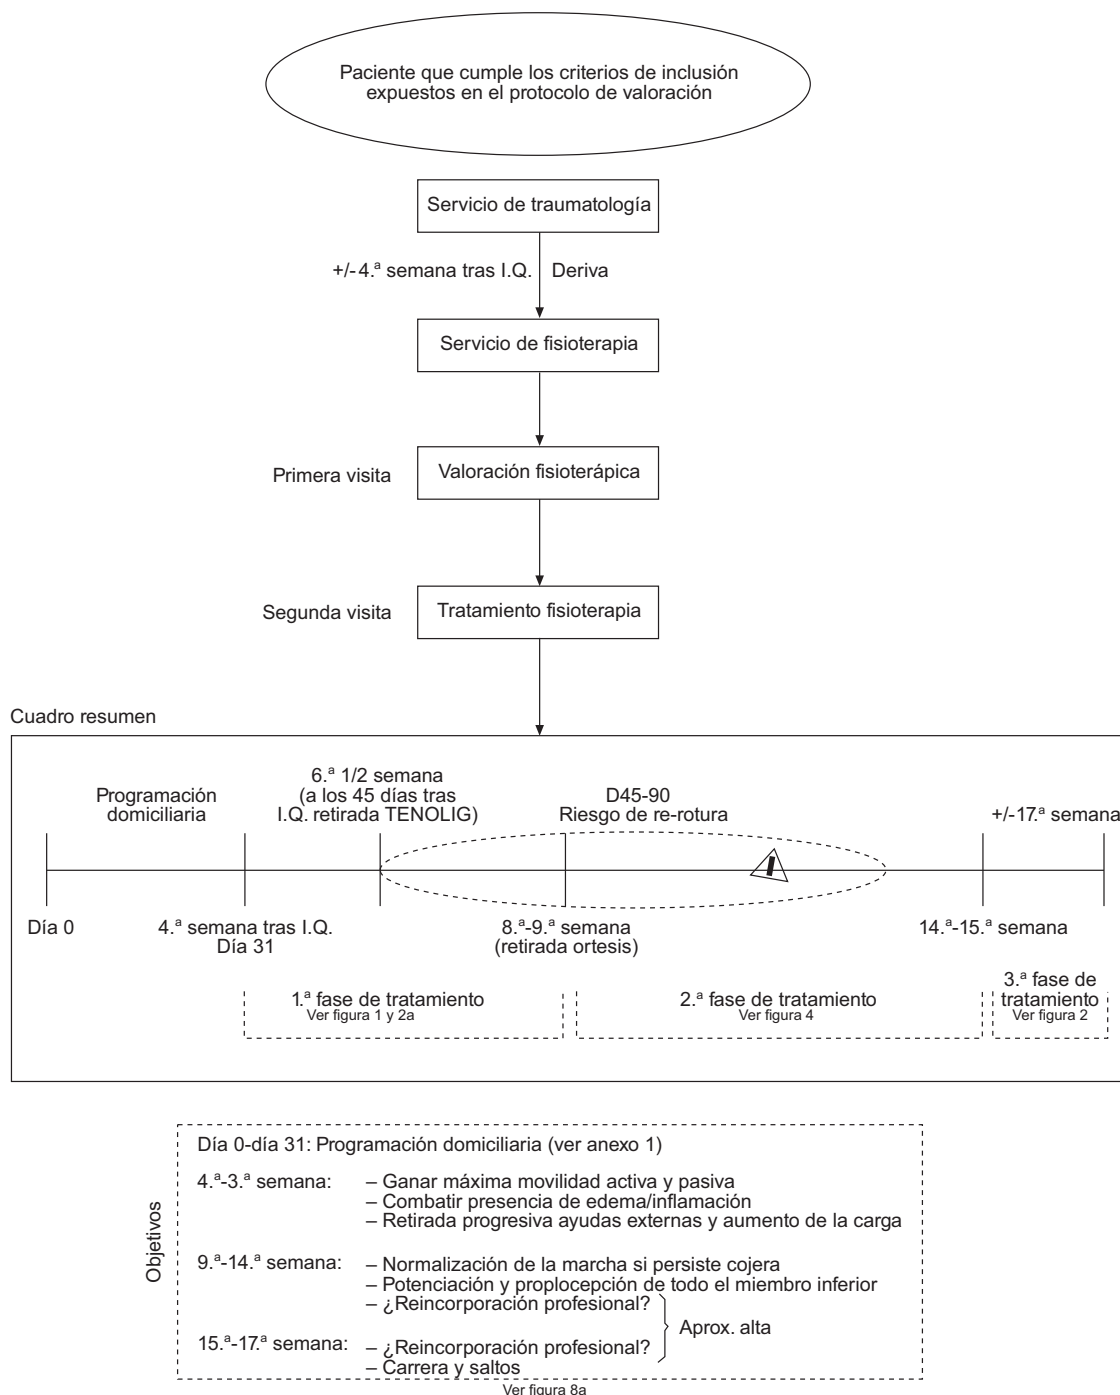 Paciente que cumple los criterios de inclusión
expuestos en el protocolo de valoración
Servicio de traumatología
+/-4.ª semana tras I.Q.
Deriva
Servicio de fisioterapia
Primera visita
Valoración fisioterápica
Segunda visita
Tratamiento fisioterapia
Cuadro resumen
Programación
domiciliaria
6.ª 1/2 semana
(a los 45 días tras
I.Q. retirada TENOLIG)
D45-90
Riesgo de re-rotura
+/-17.ª semana
Día 0
4.ª semana tras I.Q.
Día 31
8.ª-9.ª semana
(retirada ortesis)
14.ª-15.ª semana
1.ª fase de tratamiento
Ver figura 1 y 2a
2.ª fase de tratamiento
Ver figura 4
3.ª fase de
tratamiento
Ver figura 2
Objetivos
Día 0-día 31: Programación domiciliaria (ver anexo 1)
4.ª-3.ª semana: – Ganar máxima movilidad activa y pasiva
– Combatir presencia de edema/inflamación
– Retirada progresiva ayudas externas y aumento de la carga
9.ª-14.ª semana: – Normalización de la marcha si persiste cojera
– Potenciación y proplocepción de todo el miembro inferior
– ¿Reincorporación profesional?
Aprox. alta
15.ª-17.ª semana: – ¿Reincorporación profesional?
– Carrera y saltos
Ver figura 8a